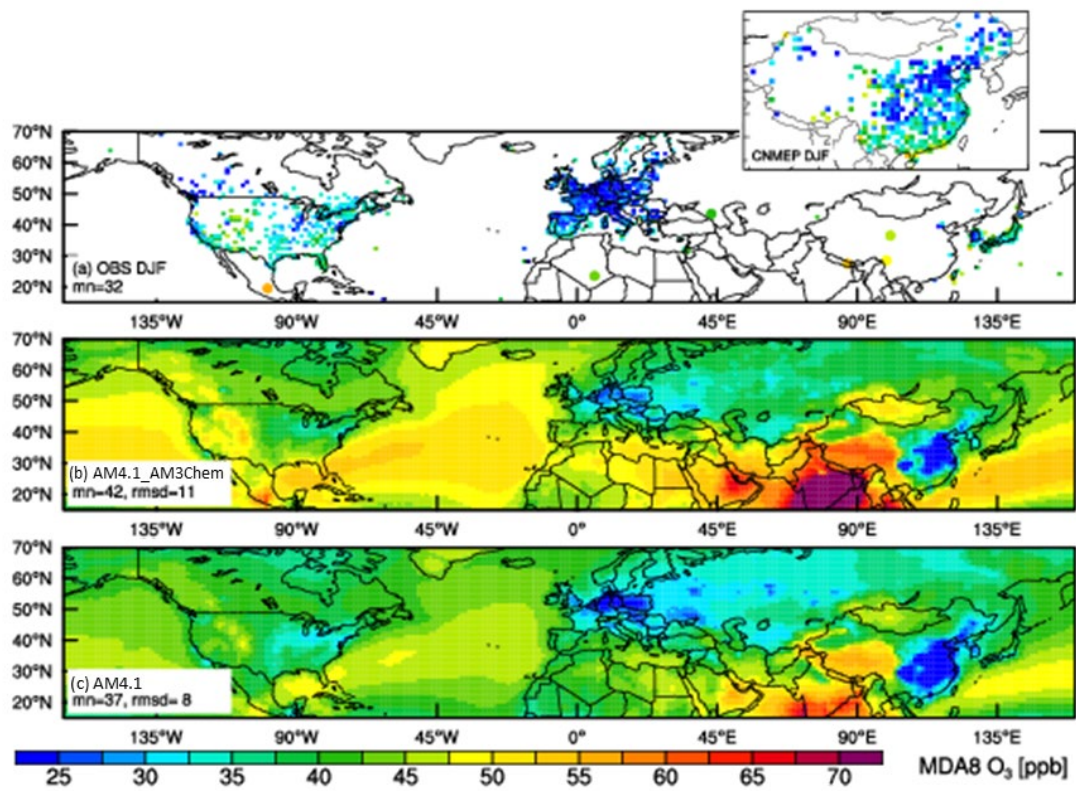 CNMEP DJF
70°N
60°N
50°N
40°N
30°N
20°N
(a) OBS DJF
mn=32
135°W 90°W 45°W 0° 45°E 90°E 135°E
70°N
60°N
50°N
40°N
30°N
20°N
(b) AM4.1_AM3Chem
mn=42, rmsd=11
135°W 90°W 45°W 0° 45°E 90°E 135°E
70°N
60°N
50°N
40°N
30°N
20°N
(c) AM4.1
mn=37, rmsd= 8
135°W 90°W 45°W 0° 45°E 90°E 135°E
25 30 35 40 45 50 55 60 65 70 MDA8 O₃ [ppb]